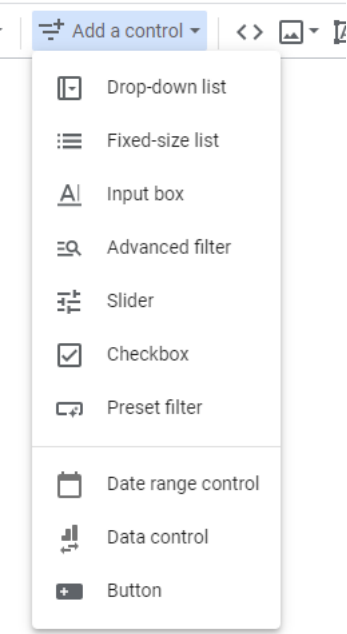 Add a control
Drop-down list
Fixed-size list
Input box
Advanced filter
Slider
Checkbox
Preset filter
Date range control
Data control
Button